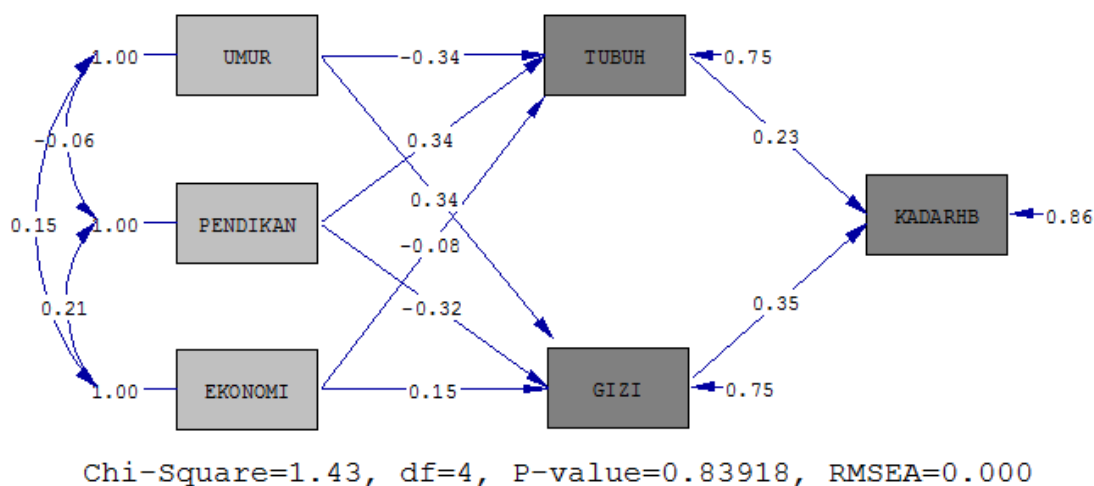 1.00 UMUR -0.34 TUBUH 0.75
-0.06 0.34 0.23
0.34
0.15 1.00 PENDIKAN -0.08 KADARHB 0.86
0.21 -0.32 0.35
1.00 EKONOMI 0.15 GIZI 0.75
Chi-Square=1.43, df=4, P-value=0.83918, RMSEA=0.000